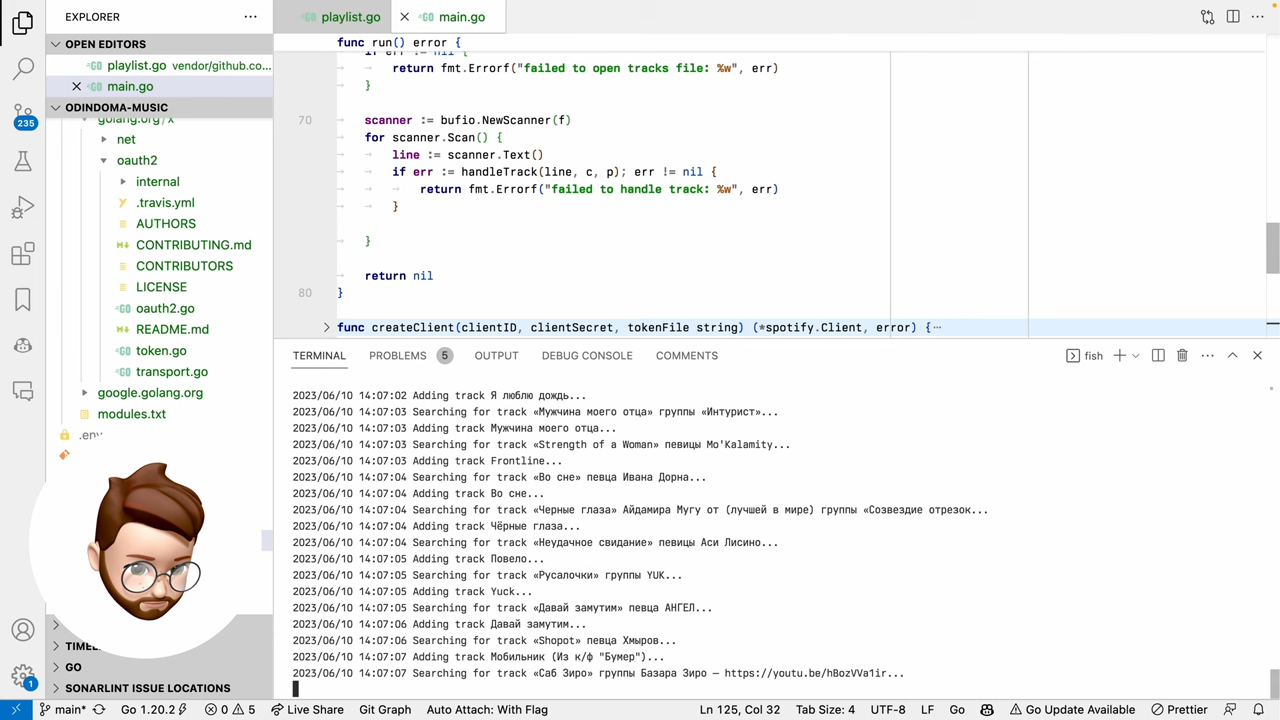 EXPLORER
playlist.go
main.go
OPEN EDITORS
playlist.go vendor/github.co...
main.go
ODINDOMA-MUSIC
golang.org/x
net
oauth2
internal
.travis.yml
AUTHORS
CONTRIBUTING.md
CONTRIBUTORS
LICENSE
oauth2.go
README.md
token.go
transport.go
google.golang.org
modules.txt
.env
TIMEL
GO
SONARLINT ISSUE LOCATIONS
235
1
func run() error {
if err != nil {
return fmt.Errorf("failed to open tracks file: %w", err)
}
70
scanner := bufio.NewScanner(f)
for scanner.Scan() {
line := scanner.Text()
if err := handleTrack(line, c, p); err != nil {
return fmt.Errorf("failed to handle track: %w", err)
}
}
return nil
80 }
func createClient(clientID, clientSecret, tokenFile string) (*spotify.Client, error) {…
TERMINAL PROBLEMS 5 OUTPUT DEBUG CONSOLE COMMENTS fish
2023/06/10 14:07:02 Adding track Я люблю дождь...
2023/06/10 14:07:03 Searching for track «Мужчина моего отца» группы «Интурист»...
2023/06/10 14:07:03 Adding track Мужчина моего отца...
2023/06/10 14:07:03 Searching for track «Strength of a Woman» певицы Mo'Kalamity...
2023/06/10 14:07:03 Adding track Frontline...
2023/06/10 14:07:04 Searching for track «Во сне» певца Ивана Дорна...
2023/06/10 14:07:04 Adding track Во сне...
2023/06/10 14:07:04 Searching for track «Черные глаза» Айдамира Мугу от (лучшей в мире) группы «Созвездие отрезок...
2023/06/10 14:07:04 Adding track Чёрные глаза...
2023/06/10 14:07:04 Searching for track «Неудачное свидание» певицы Аси Лисино...
2023/06/10 14:07:05 Adding track Повело...
2023/06/10 14:07:05 Searching for track «Русалочки» группы YUK...
2023/06/10 14:07:05 Adding track Yuck...
2023/06/10 14:07:05 Searching for track «Давай замутим» певца АНГЕЛ...
2023/06/10 14:07:06 Adding track Давай замутим...
2023/06/10 14:07:06 Searching for track «Shopot» певца Хмыров...
2023/06/10 14:07:07 Adding track Мобильник (Из к/ф "Бумер")...
2023/06/10 14:07:07 Searching for track «Саб Зиро» группы Базара Зиро — https://youtu.be/hBozVVa1ir...
main* Go 1.20.2 0 5 Live Share Git Graph Auto Attach: With Flag Ln 125, Col 32 Tab Size: 4 UTF-8 LF Go Go Update Available Prettier